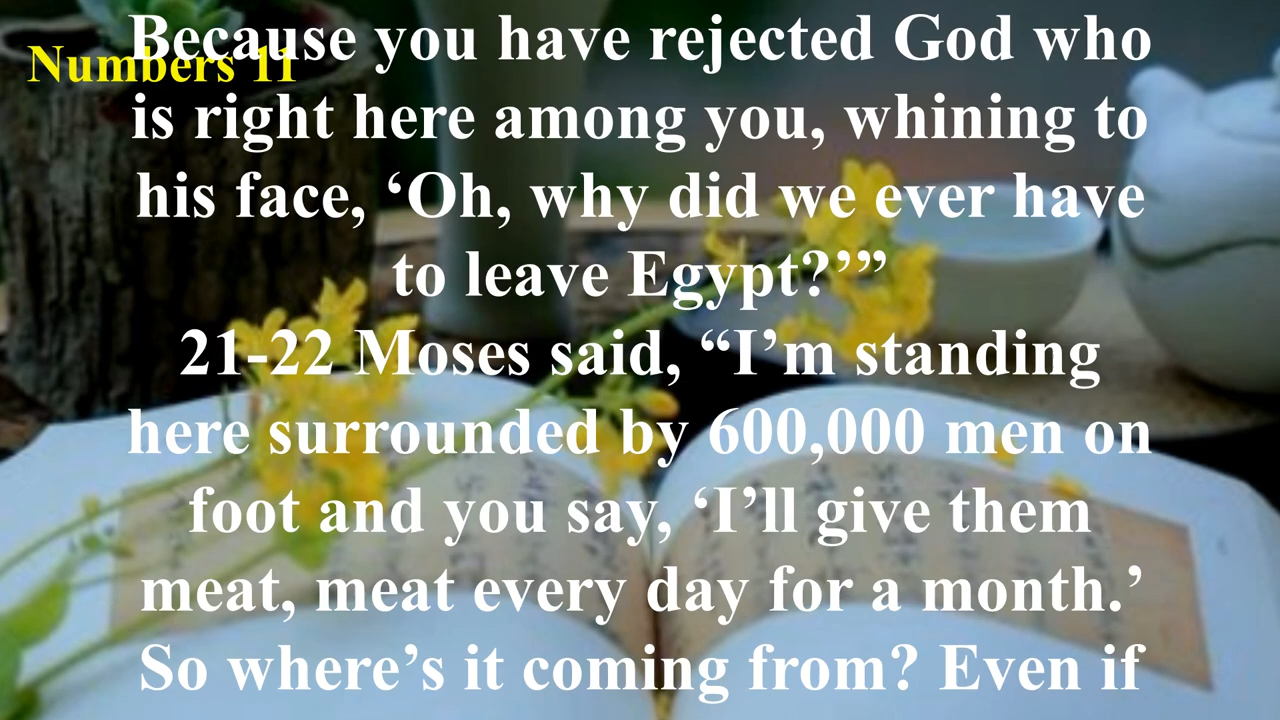 Numbers 11
Because you have rejected God who
is right here among you, whining to
his face, ‘Oh, why did we ever have
to leave Egypt?’”
21-22 Moses said, “I’m standing
here surrounded by 600,000 men on
foot and you say, ‘I’ll give them
meat, meat every day for a month.’
So where’s it coming from? Even if